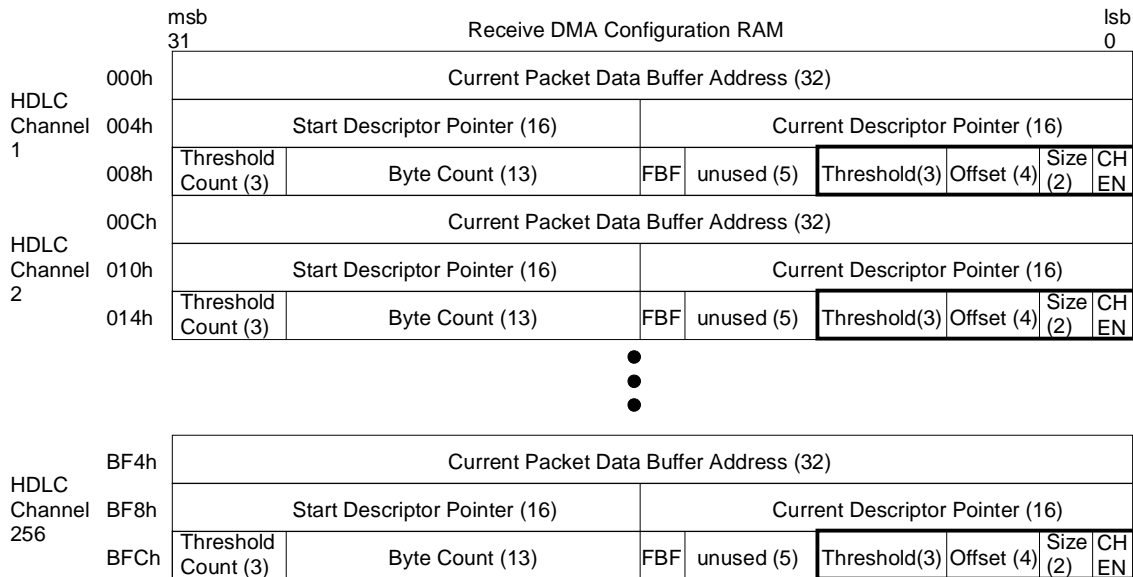 msb
31
Receive DMA Configuration RAM
lsb
0
HDLC
Channel
1
000h
Current Packet Data Buffer Address (32)
004h
Start Descriptor Pointer (16)
Current Descriptor Pointer (16)
008h
Threshold
Count (3)
Byte Count (13)
FBF
unused (5)
Threshold(3)
Offset (4)
Size
(2)
CH
EN
HDLC
Channel
2
00Ch
Current Packet Data Buffer Address (32)
010h
Start Descriptor Pointer (16)
Current Descriptor Pointer (16)
014h
Threshold
Count (3)
Byte Count (13)
FBF
unused (5)
Threshold(3)
Offset (4)
Size
(2)
CH
EN
HDLC
Channel
256
BF4h
Current Packet Data Buffer Address (32)
BF8h
Start Descriptor Pointer (16)
Current Descriptor Pointer (16)
BFCh
Threshold
Count (3)
Byte Count (13)
FBF
unused (5)
Threshold(3)
Offset (4)
Size
(2)
CH
EN